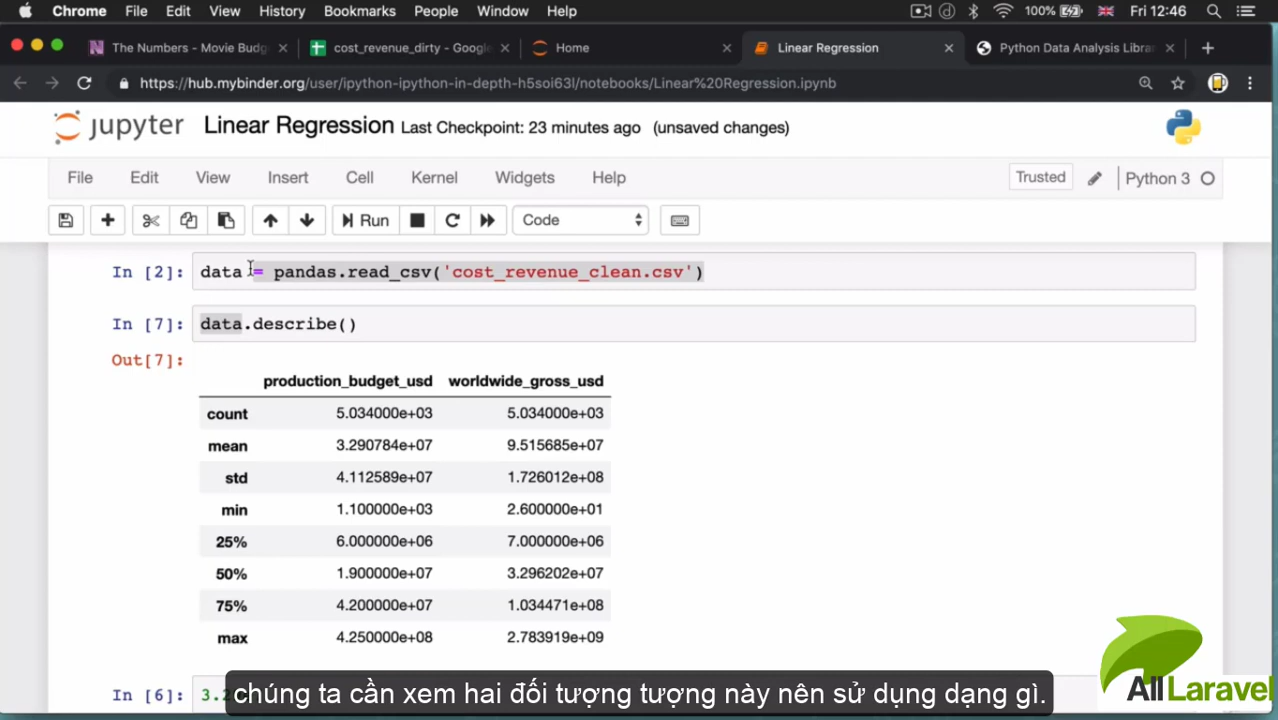 Chrome File Edit View History Bookmarks People Window Help 100% Fri 12:46
The Numbers - Movie Budg
cost_revenue_dirty - Google
Home
Linear Regression
Python Data Analysis Librar
https://hub.mybinder.org/user/ipython-ipython-in-depth-h5soi63l/notebooks/Linear%20Regression.ipynb
jupyter Linear Regression Last Checkpoint: 23 minutes ago (unsaved changes)
File Edit View Insert Cell Kernel Widgets Help Trusted Python 3
Run Code
In [2]: data = pandas.read_csv('cost_revenue_clean.csv')
In [7]: data.describe()
Out[7]:
production_budget_usd worldwide_gross_usd
count 5.034000e+03 5.034000e+03
mean 3.290784e+07 9.515685e+07
std 4.112589e+07 1.726012e+08
min 1.100000e+03 2.600000e+01
25% 6.000000e+06 7.000000e+06
50% 1.900000e+07 3.296202e+07
75% 4.200000e+07 1.034471e+08
max 4.250000e+08 2.783919e+09
In [6]:
chúng ta cần xem hai đối tượng tượng này nên sử dụng dạng gì.
AllLaravel